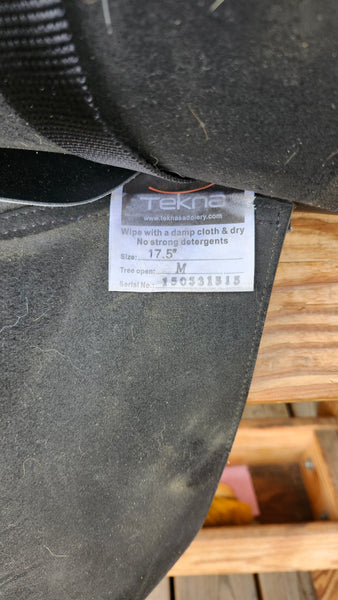 Tekna
www.teknasaddlery.com
Wipe with a damp cloth & dry
No strong detergents
Size: 17.5"
Tree open: M
Serial No: 150331315